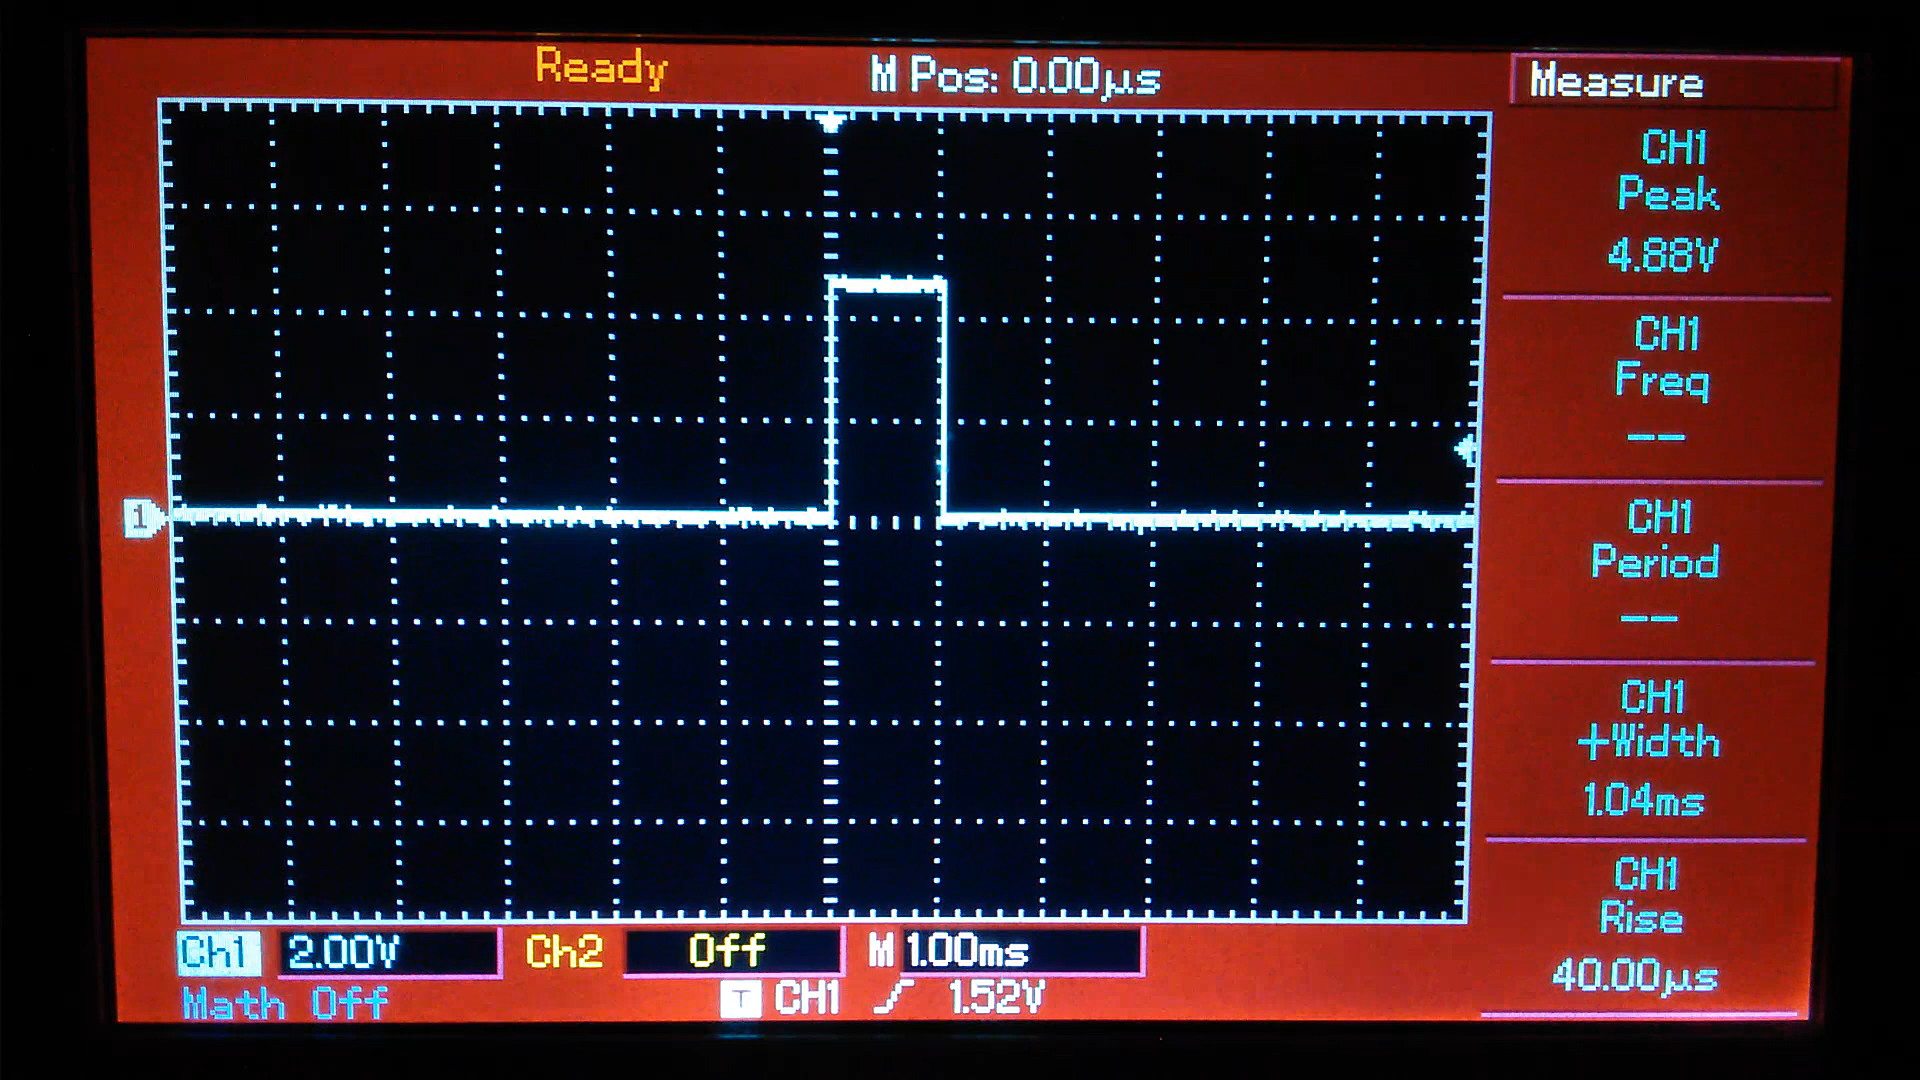 Ready
M Pos: 0.00µs
Measure
CH1
Peak
4.88V
CH1
Freq
--
CH1
Period
--
CH1
+Width
1.04ms
CH1
Rise
40.00µs
1
Ch1 2.00V Ch2 Off M 1.00ms
Math Off T CH1 1.52V